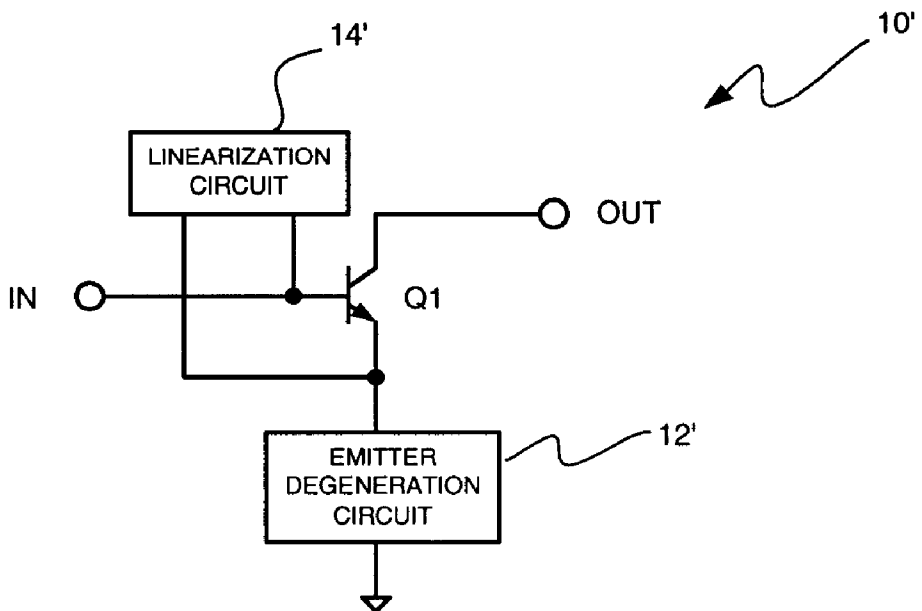 14'
10'
LINEARIZATION
CIRCUIT
OUT
IN
Q1
12'
EMITTER
DEGENERATION
CIRCUIT